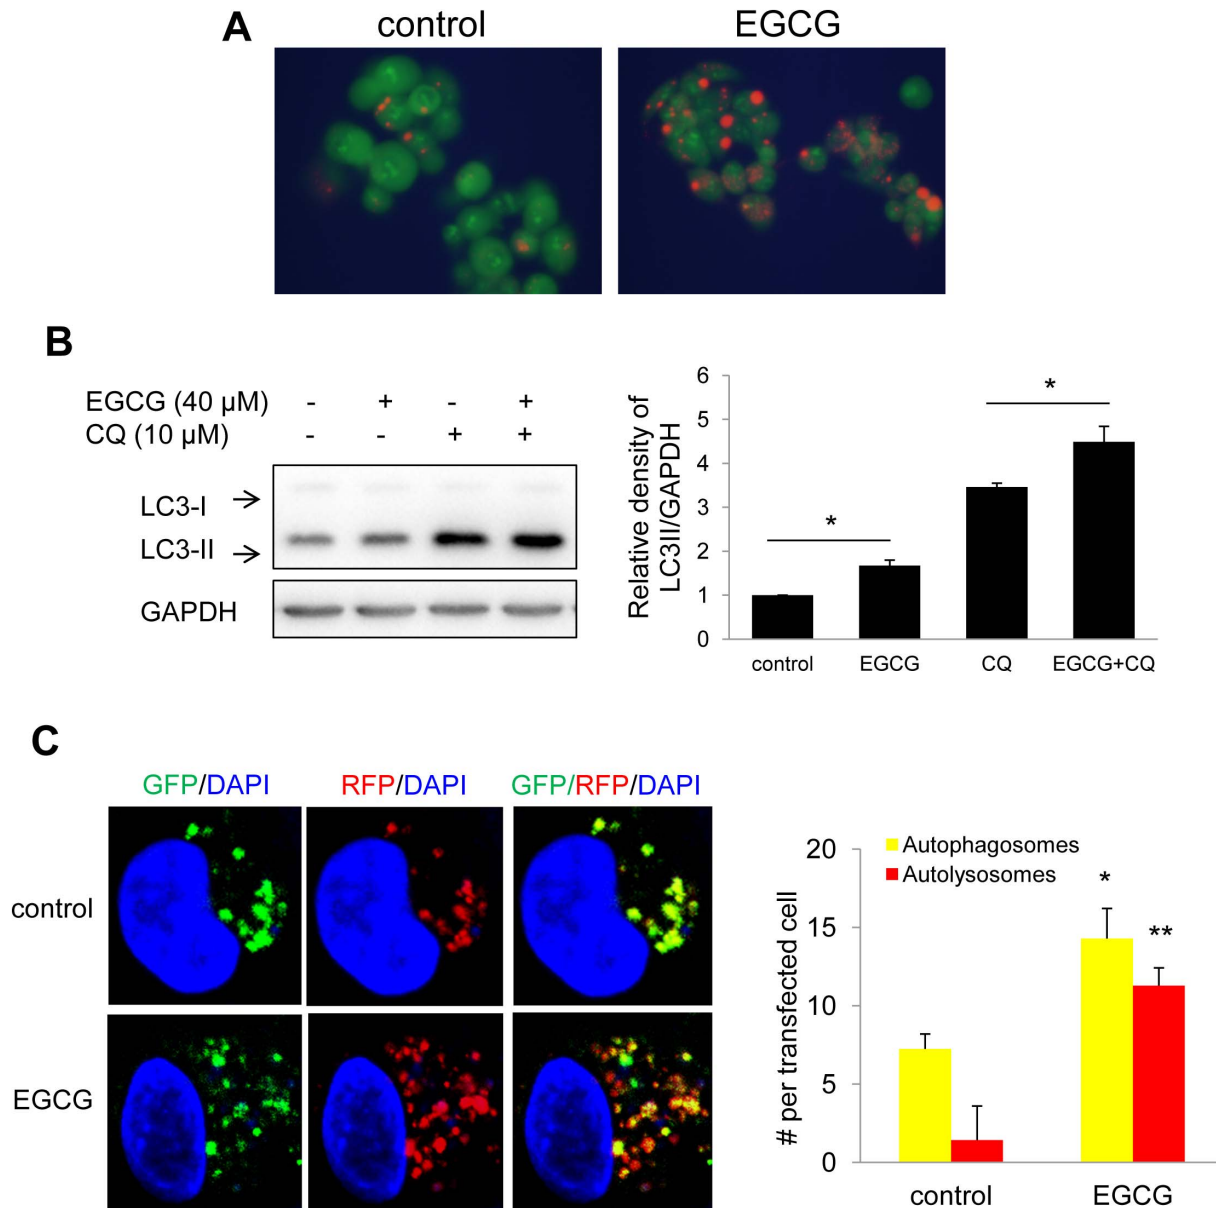 A
control EGCG
B
EGCG (40 µM) - + - +
CQ (10 µM) - - + +
LC3-I
LC3-II
GAPDH
Relative density of
LC3II/GAPDH
6
5
4
3
2
1
0
*
*
control EGCG CQ EGCG+CQ
C
GFP/DAPI RFP/DAPI GFP/RFP/DAPI
control
EGCG
# per transfected cell
20
15
10
5
0
Autophagosomes
Autolysosomes
*
**
control EGCG